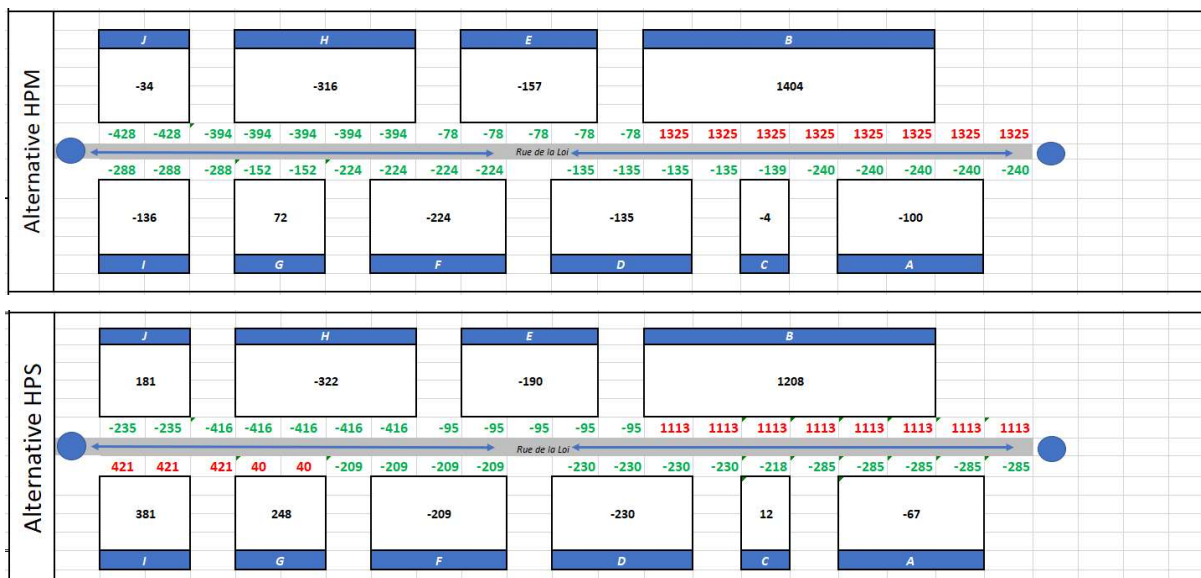 Alternative HPM
J H E B
-34 -316 -157 1404
-428 -428 -394 -394 -394 -394 -394 -78 -78 -78 -78 -78 1325 1325 1325 1325 1325 1325 1325 1325
Rue de la Loi
-288 -288 -288 -152 -152 -224 -224 -224 -224 -135 -135 -135 -135 -139 -240 -240 -240 -240 -240
-136 72 -224 -135 -4 -100
I G F D C A
Alternative HPS
J H E B
181 -322 -190 1208
-235 -235 -416 -416 -416 -416 -416 -95 -95 -95 -95 -95 1113 1113 1113 1113 1113 1113 1113 1113
Rue de la Loi
421 421 421 40 40 -209 -209 -209 -209 -230 -230 -230 -230 -218 -285 -285 -285 -285 -285
381 248 -209 -230 12 -67
I G F D C A